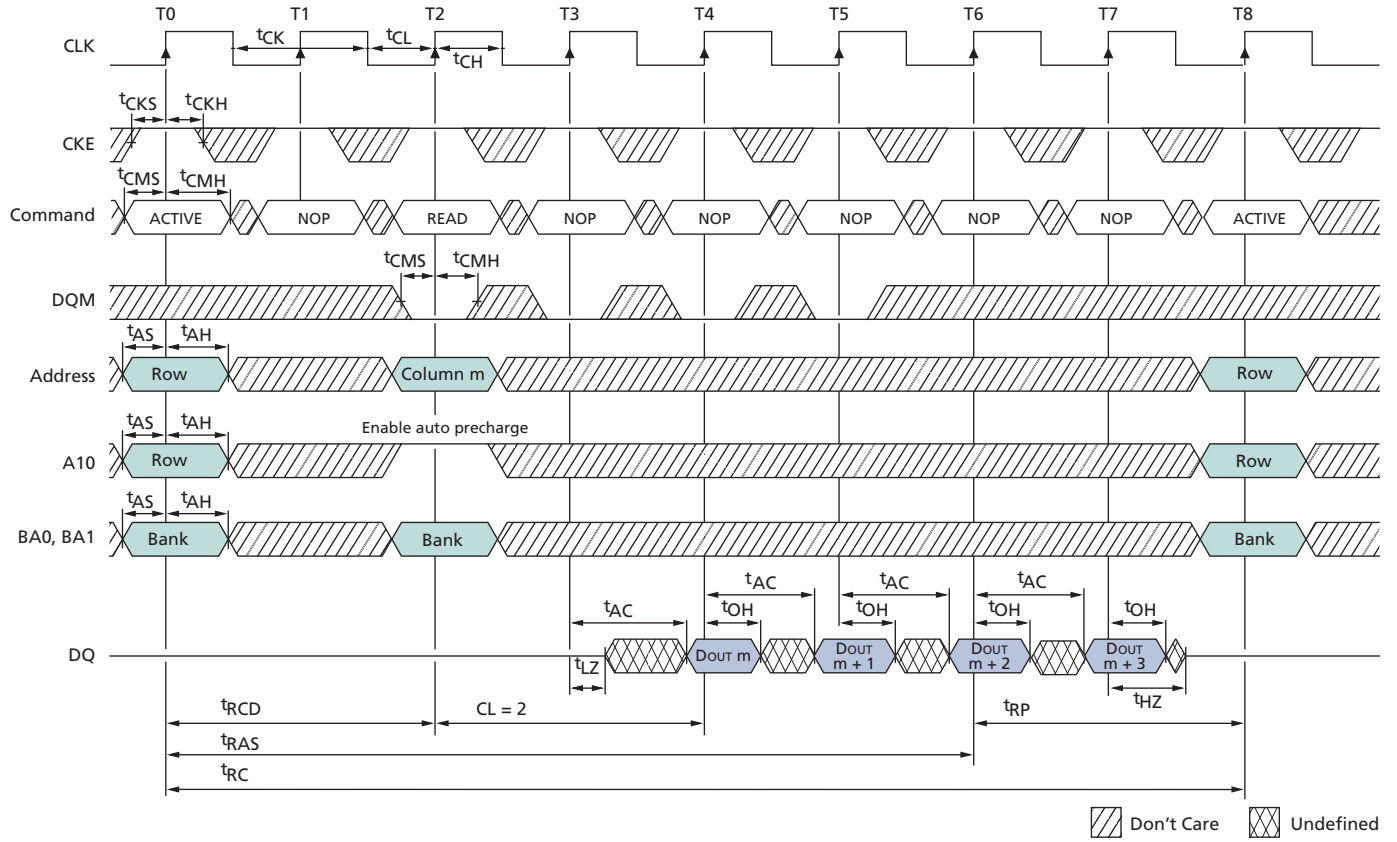 T0 T1 T2 T3 T4 T5 T6 T7 T8
CLK
tCK tCL
tCH
tCKS tCKH
CKE
tCMS tCMH
Command ACTIVE NOP READ NOP NOP NOP NOP NOP ACTIVE
tCMS tCMH
DQM
tAS tAH
Address Row Column m Row
tAS tAH
Enable auto precharge
A10 Row Row
tAS tAH
BA0, BA1 Bank Bank Bank
tAC tAC tAC
tAC tOH tOH tOH tOH
DQ DOUT m DOUT m + 1 DOUT m + 2 DOUT m + 3
tLZ tHZ
tRCD CL = 2 tRP
tRAS
tRC
Don't Care Undefined